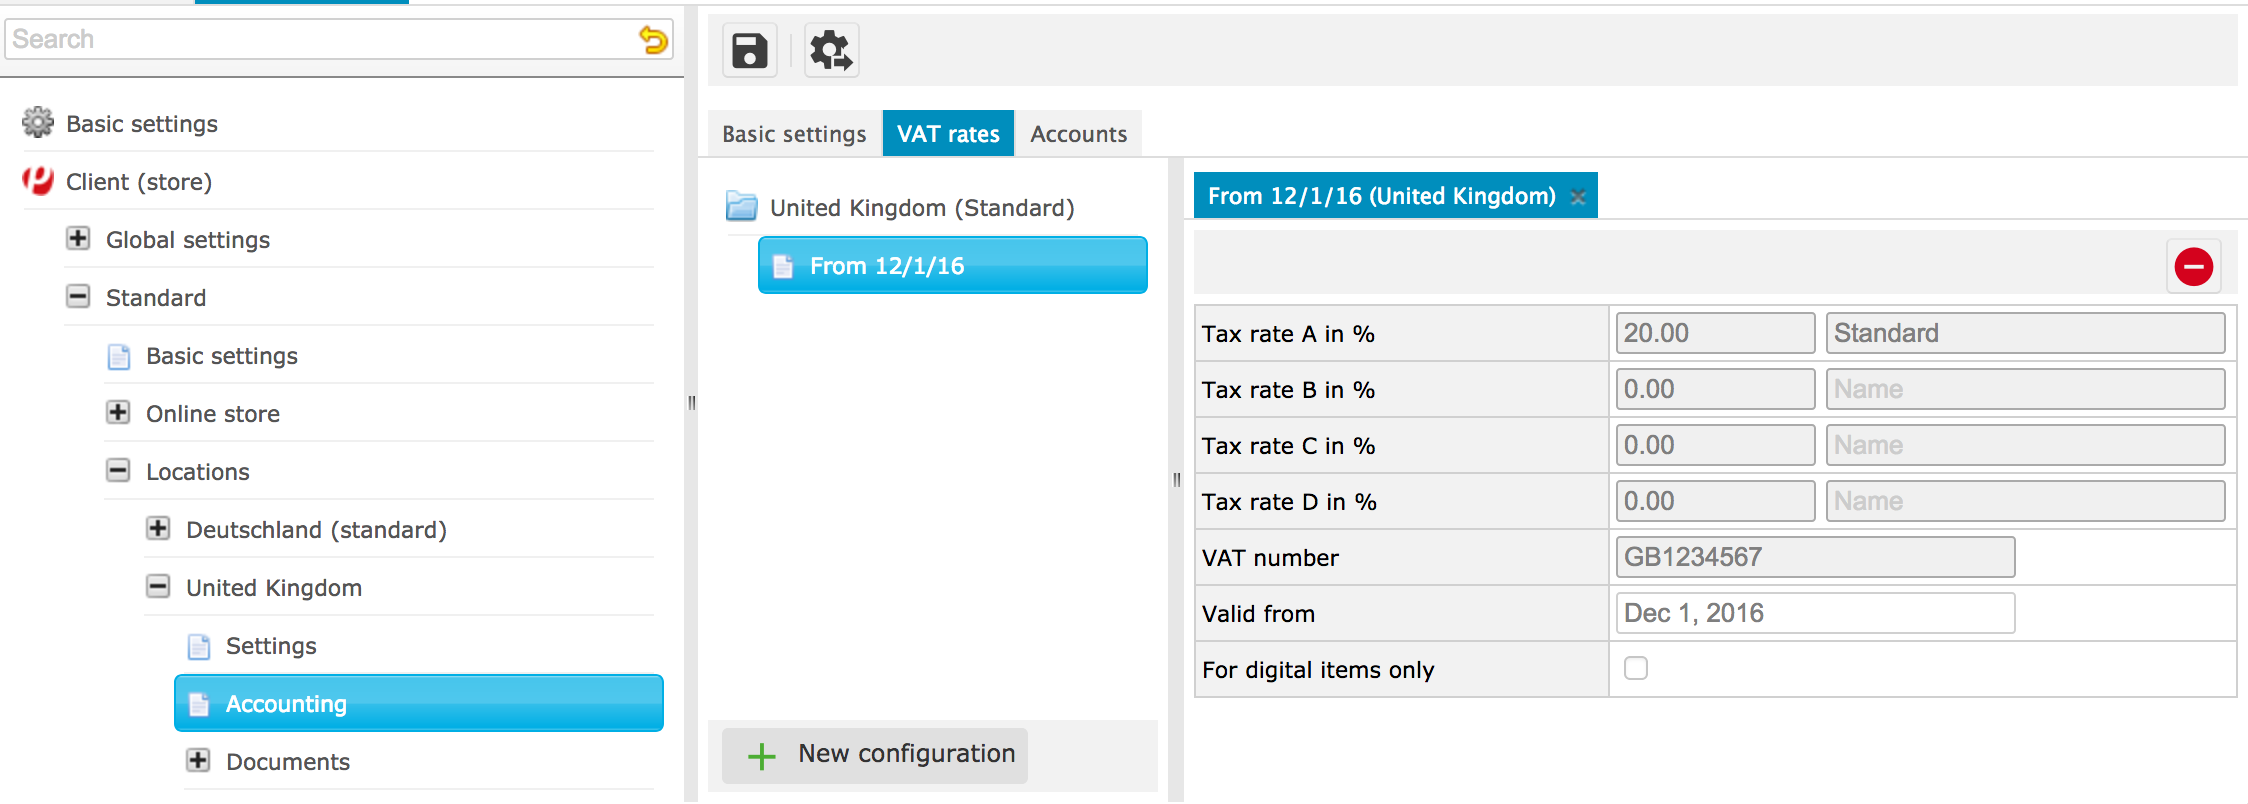 Search
Basic settings
Client (store)
Global settings
Standard
Basic settings
Online store
Locations
Deutschland (standard)
United Kingdom
Settings
Accounting
Documents
Basic settings VAT rates Accounts
United Kingdom (Standard)
From 12/1/16
New configuration
From 12/1/16 (United Kingdom)
Tax rate A in % 20.00 Standard
Tax rate B in % 0.00 Name
Tax rate C in % 0.00 Name
Tax rate D in % 0.00 Name
VAT number GB1234567
Valid from Dec 1, 2016
For digital items only